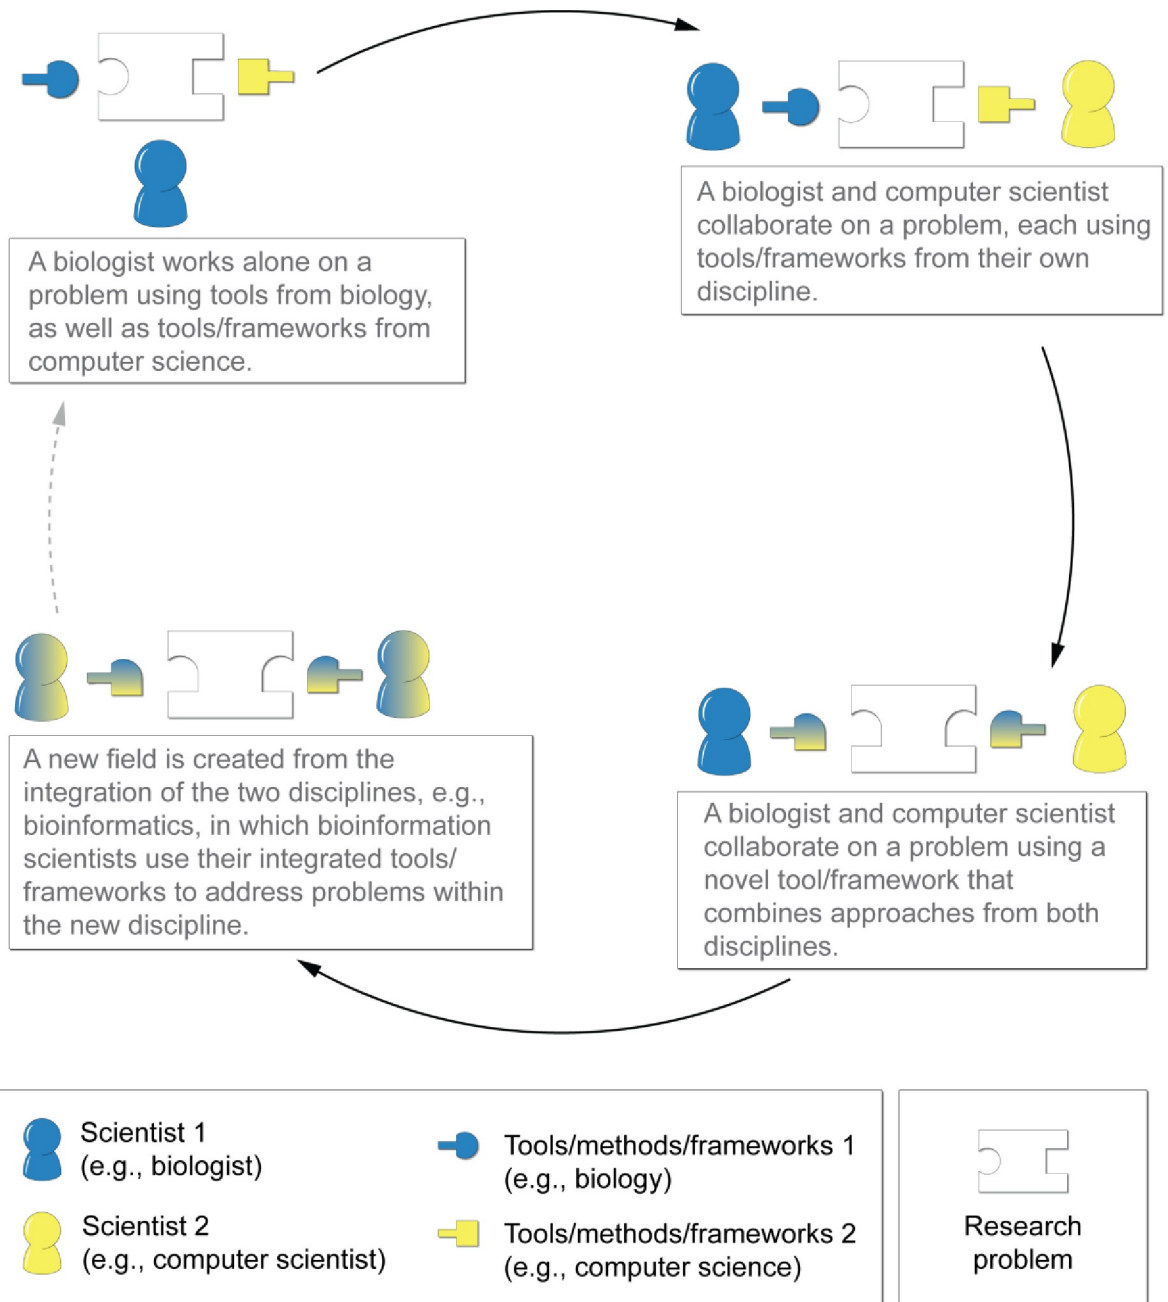 A biologist works alone on a
problem using tools from biology,
as well as tools/frameworks from
computer science.
A biologist and computer scientist
collaborate on a problem, each using
tools/frameworks from their own
discipline.
A new field is created from the
integration of the two disciplines, e.g.,
bioinformatics, in which bioinformation
scientists use their integrated tools/
frameworks to address problems within
the new discipline.
A biologist and computer scientist
collaborate on a problem using a
novel tool/framework that
combines approaches from both
disciplines.
Scientist 1
(e.g., biologist)
Scientist 2
(e.g., computer scientist)
Tools/methods/frameworks 1
(e.g., biology)
Tools/methods/frameworks 2
(e.g., computer science)
Research
problem